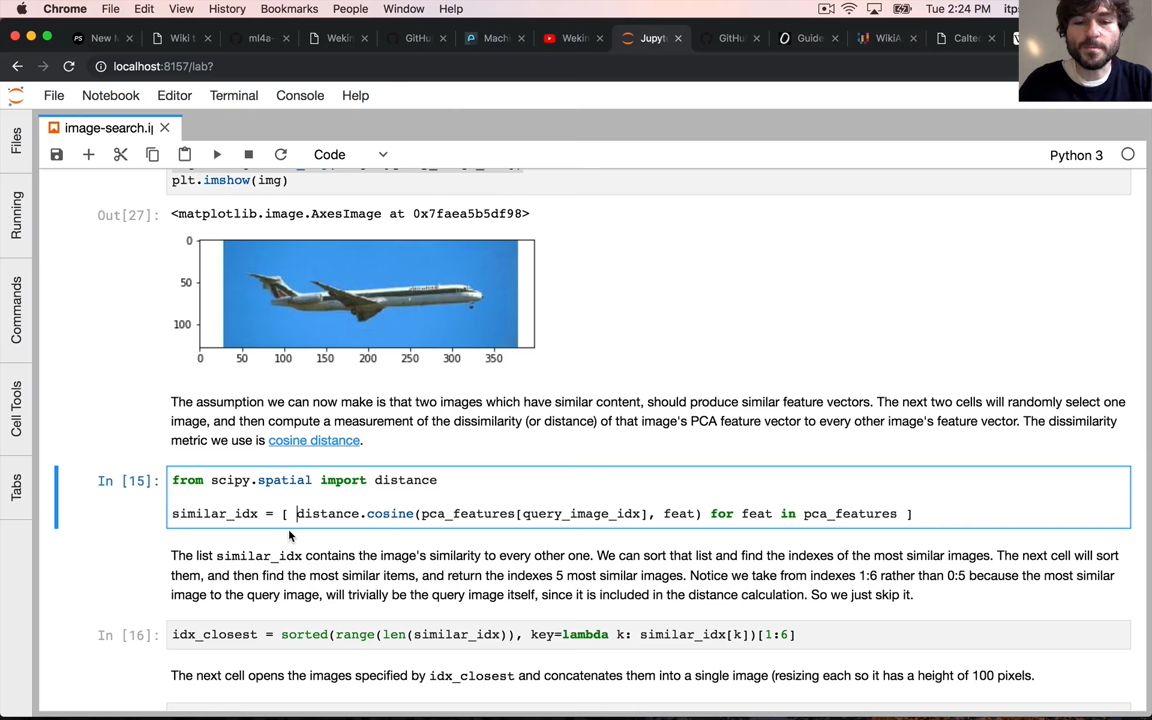 Chrome File Edit View History Bookmarks People Window Help Tue 2:24 PM itps
PS New M Wiki t ml4a- Wekin GitHu Machi Wekin Jupyt GitHu Guide WikiA Caltec
localhost:8157/lab?
File Notebook Editor Terminal Console Help
image-search.i
Code Python 3
Files
Running
Commands
Cell Tools
Tabs
plt.imshow(img)
Out[27]: <matplotlib.image.AxesImage at 0x7faea5b5df98>
0
50
100
0 50 100 150 200 250 300 350
The assumption we can now make is that two images which have similar content, should produce similar feature vectors. The next two cells will randomly select one
image, and then compute a measurement of the dissimilarity (or distance) of that image's PCA feature vector to every other image's feature vector. The dissimilarity
metric we use is cosine distance.
In [15]: from scipy.spatial import distance
similar_idx = [ distance.cosine(pca_features[query_image_idx], feat) for feat in pca_features ]
The list similar_idx contains the image's similarity to every other one. We can sort that list and find the indexes of the most similar images. The next cell will sort
them, and then find the most similar items, and return the indexes 5 most similar images. Notice we take from indexes 1:6 rather than 0:5 because the most similar
image to the query image, will trivially be the query image itself, since it is included in the distance calculation. So we just skip it.
In [16]: idx_closest = sorted(range(len(similar_idx)), key=lambda k: similar_idx[k])[1:6]
The next cell opens the images specified by idx_closest and concatenates them into a single image (resizing each so it has a height of 100 pixels.